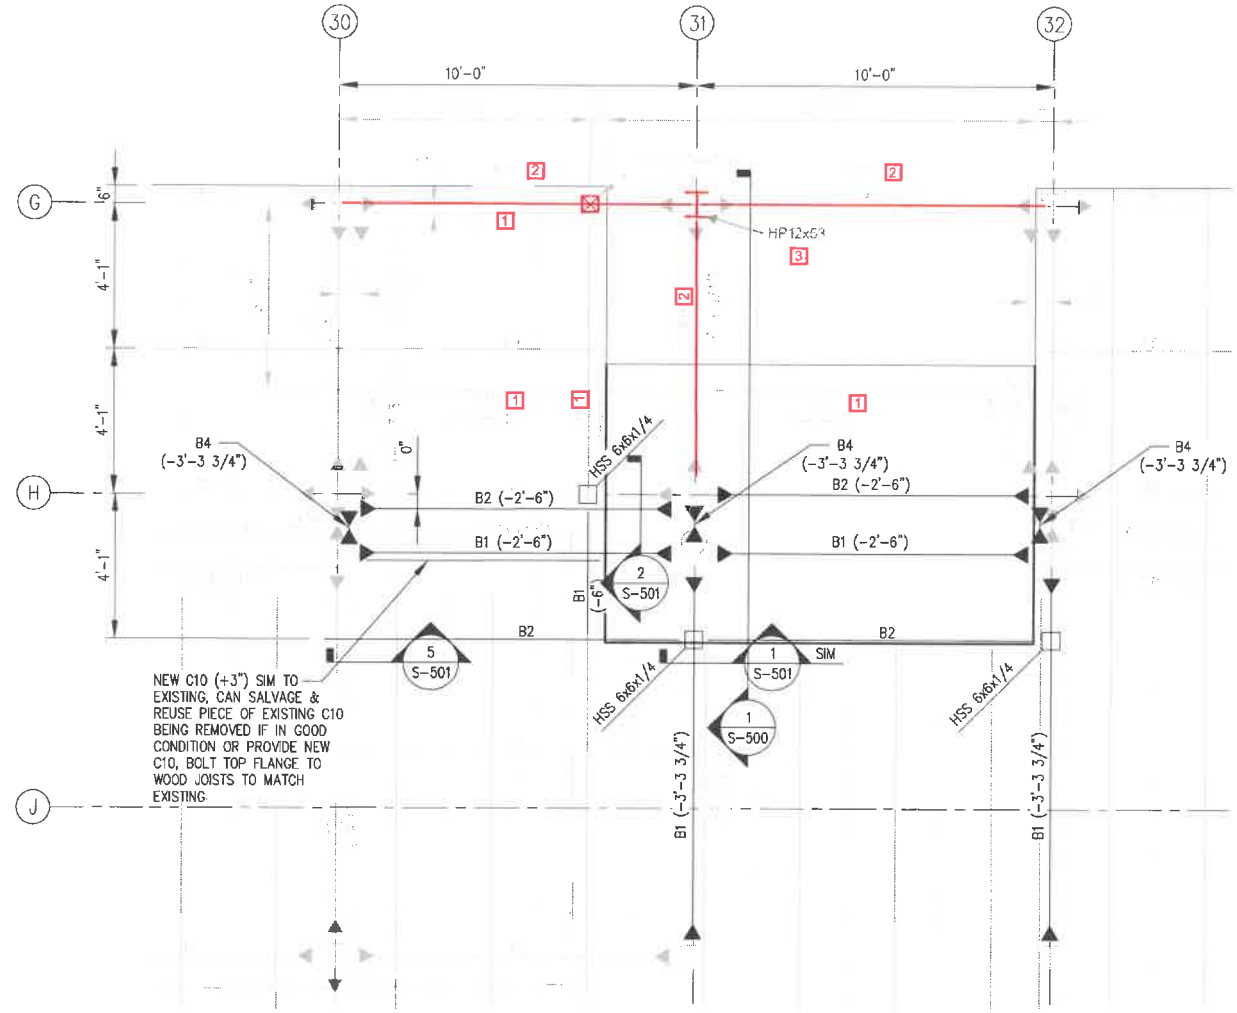 30
31
32
10'-0"
10'-0"
2
2
G
6"
1
HP12x53
3
2
4'-1"
4'-1"
1
1
1
B4
(-3'-3 3/4")
0"
HSS 6x6x1/4
B4
(-3'-3 3/4")
B4
(-3'-3 3/4")
H
B2 (-2'-6")
B2 (-2'-6")
B1 (-2'-6")
B1 (-2'-6")
4'-1"
2
S-501
B1
(-6")
B2
B2
5
S-501
1
S-501
SIM
NEW C10 (+3") SIM TO
EXISTING, CAN SALVAGE &
REUSE PIECE OF EXISTING C10
BEING REMOVED IF IN GOOD
CONDITION OR PROVIDE NEW
C10, BOLT TOP FLANGE TO
WOOD JOISTS TO MATCH
EXISTING.
HSS 6x6x1/4
HSS 6x6x1/4
1
S-500
B1 (-3'-3 3/4")
B1 (-3'-3 3/4")
J